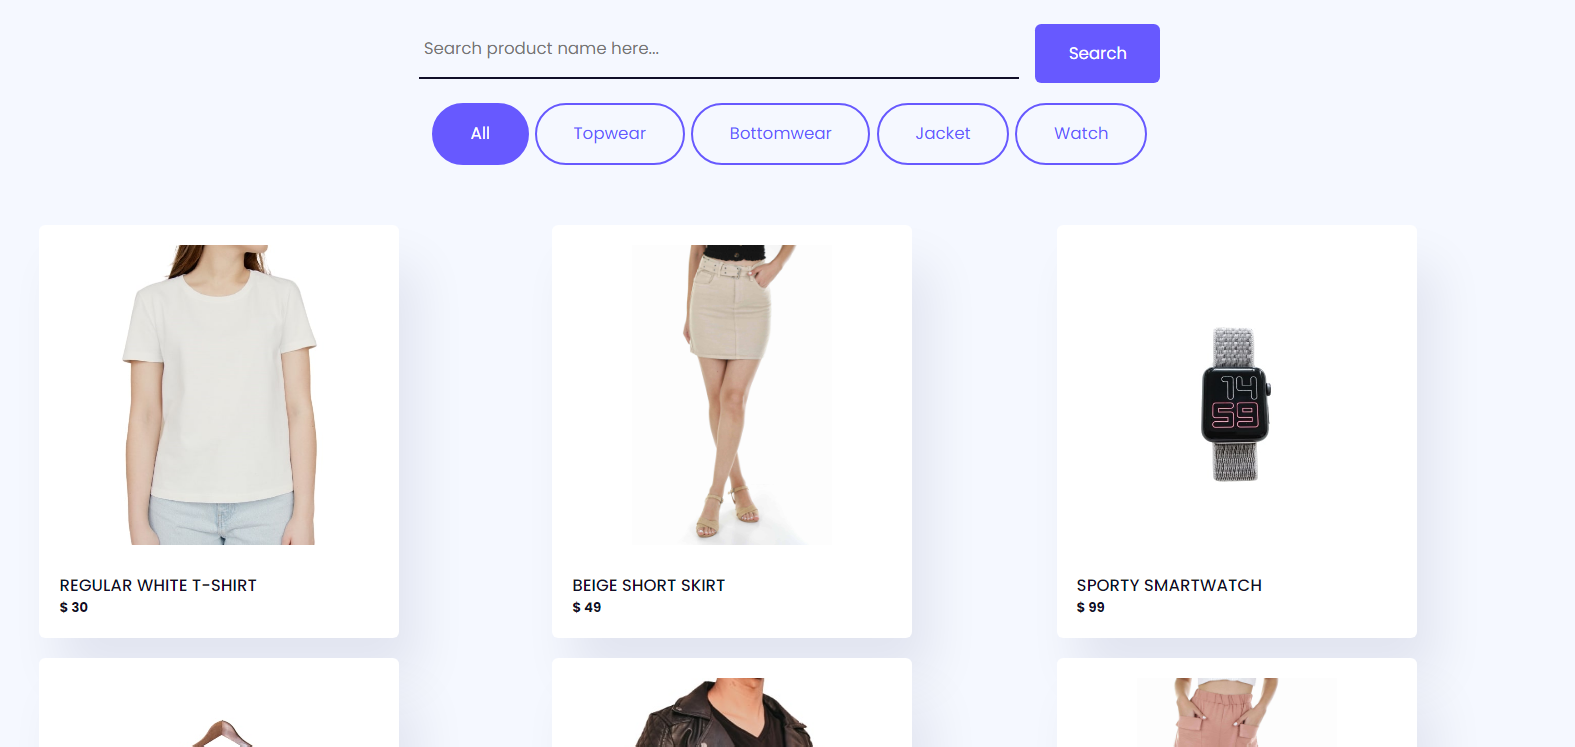 Search product name here...
Search
All
Topwear
Bottomwear
Jacket
Watch
14
59
REGULAR WHITE T-SHIRT
$ 30
BEIGE SHORT SKIRT
$ 49
SPORTY SMARTWATCH
$ 99